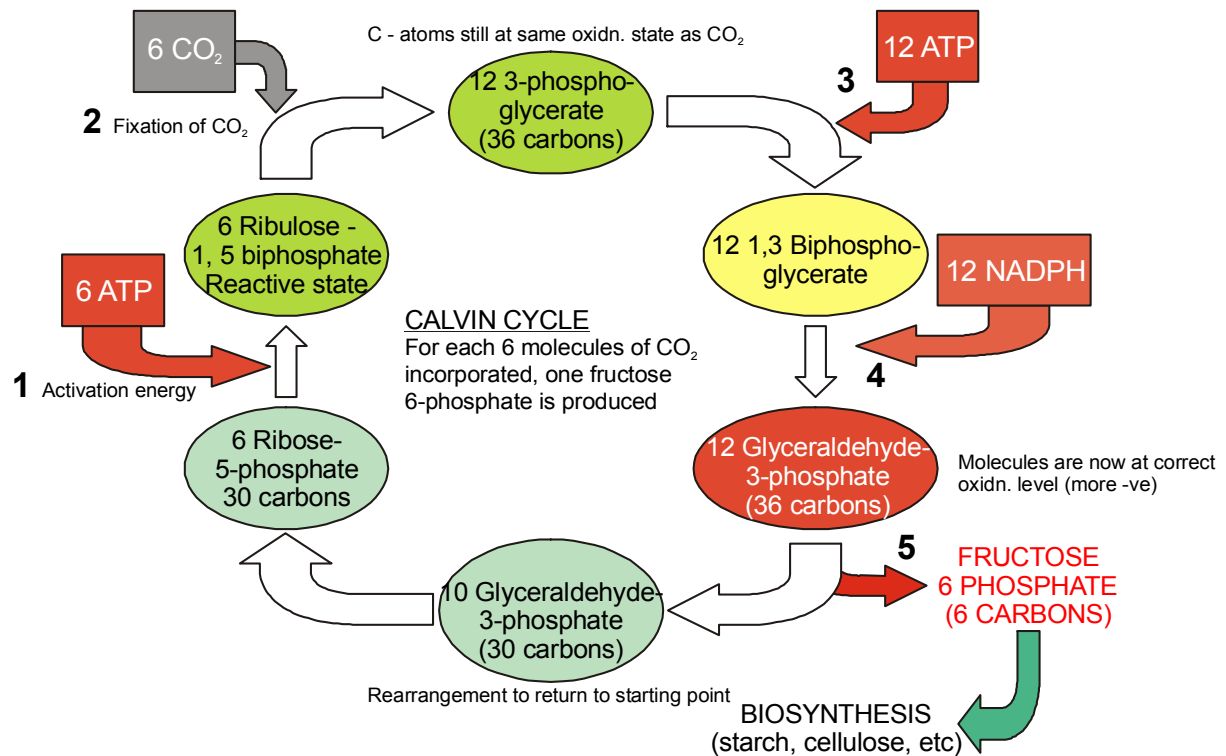 6 CO₂
2 Fixation of CO₂
C - atoms still at same oxidn. state as CO₂
12 3-phospho-
glycerate
(36 carbons)
3
12 ATP
6 Ribulose -
1, 5 biphosphate
Reactive state
12 1,3 Biphospho-
glycerate
12 NADPH
4
6 ATP
1 Activation energy
CALVIN CYCLE
For each 6 molecules of CO₂
incorporated, one fructose
6-phosphate is produced
6 Ribose-
5-phosphate
30 carbons
12 Glyceraldehyde-
3-phosphate
(36 carbons)
Molecules are now at correct
oxidn. level (more -ve)
5
FRUCTOSE
6 PHOSPHATE
(6 CARBONS)
10 Glyceraldehyde-
3-phosphate
(30 carbons)
Rearrangement to return to starting point
BIOSYNTHESIS
(starch, cellulose, etc)